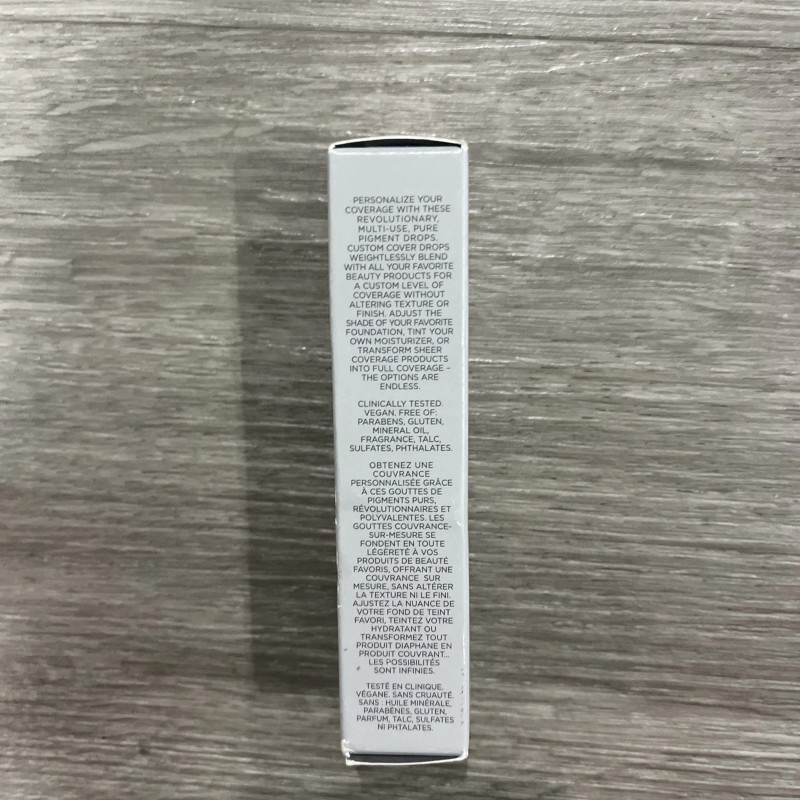 PERSONALIZE YOUR
COVERAGE WITH THESE
REVOLUTIONARY,
MULTI-USE, PURE
PIGMENT DROPS.
CUSTOM COVER DROPS
WEIGHTLESSLY BLEND
WITH ALL YOUR FAVORITE
BEAUTY PRODUCTS FOR
A CUSTOM LEVEL OF
COVERAGE WITHOUT
ALTERING TEXTURE OR
FINISH. ADJUST THE
SHADE OF YOUR FAVORITE
FOUNDATION, TINT YOUR
OWN MOISTURIZER, OR
TRANSFORM SHEER
COVERAGE PRODUCTS
INTO FULL COVERAGE –
THE OPTIONS ARE
ENDLESS.
CLINICALLY TESTED.
VEGAN. FREE OF:
PARABENS, GLUTEN,
MINERAL OIL,
FRAGRANCE, TALC,
SULFATES, PHTHALATES.
OBTENEZ UNE
COUVRANCE
PERSONNALISÉE GRÂCE
À CES GOUTTES DE
PIGMENTS PURS,
RÉVOLUTIONNAIRES ET
POLYVALENTES. LES
GOUTTES COUVRANCE-
SUR-MESURE SE
FONDENT EN TOUTE
LÉGÈRETÉ À VOS
PRODUITS DE BEAUTÉ
FAVORIS, OFFRANT UNE
COUVRANCE SUR
MESURE, SANS ALTÉRER
LA TEXTURE NI LE FINI.
AJUSTEZ LA NUANCE DE
VOTRE FOND DE TEINT
FAVORI, TEINTEZ VOTRE
HYDRATANT OU
TRANSFORMEZ TOUT
PRODUIT DIAPHANE EN
PRODUIT COUVRANT...
LES POSSIBILITÉS
SONT INFINIES.
TESTÉ EN CLINIQUE.
VÉGANE. SANS CRUAUTÉ.
SANS : HUILE MINÉRALE,
PARABÈNES, GLUTEN,
PARFUM, TALC, SULFATES
NI PHTALATES.